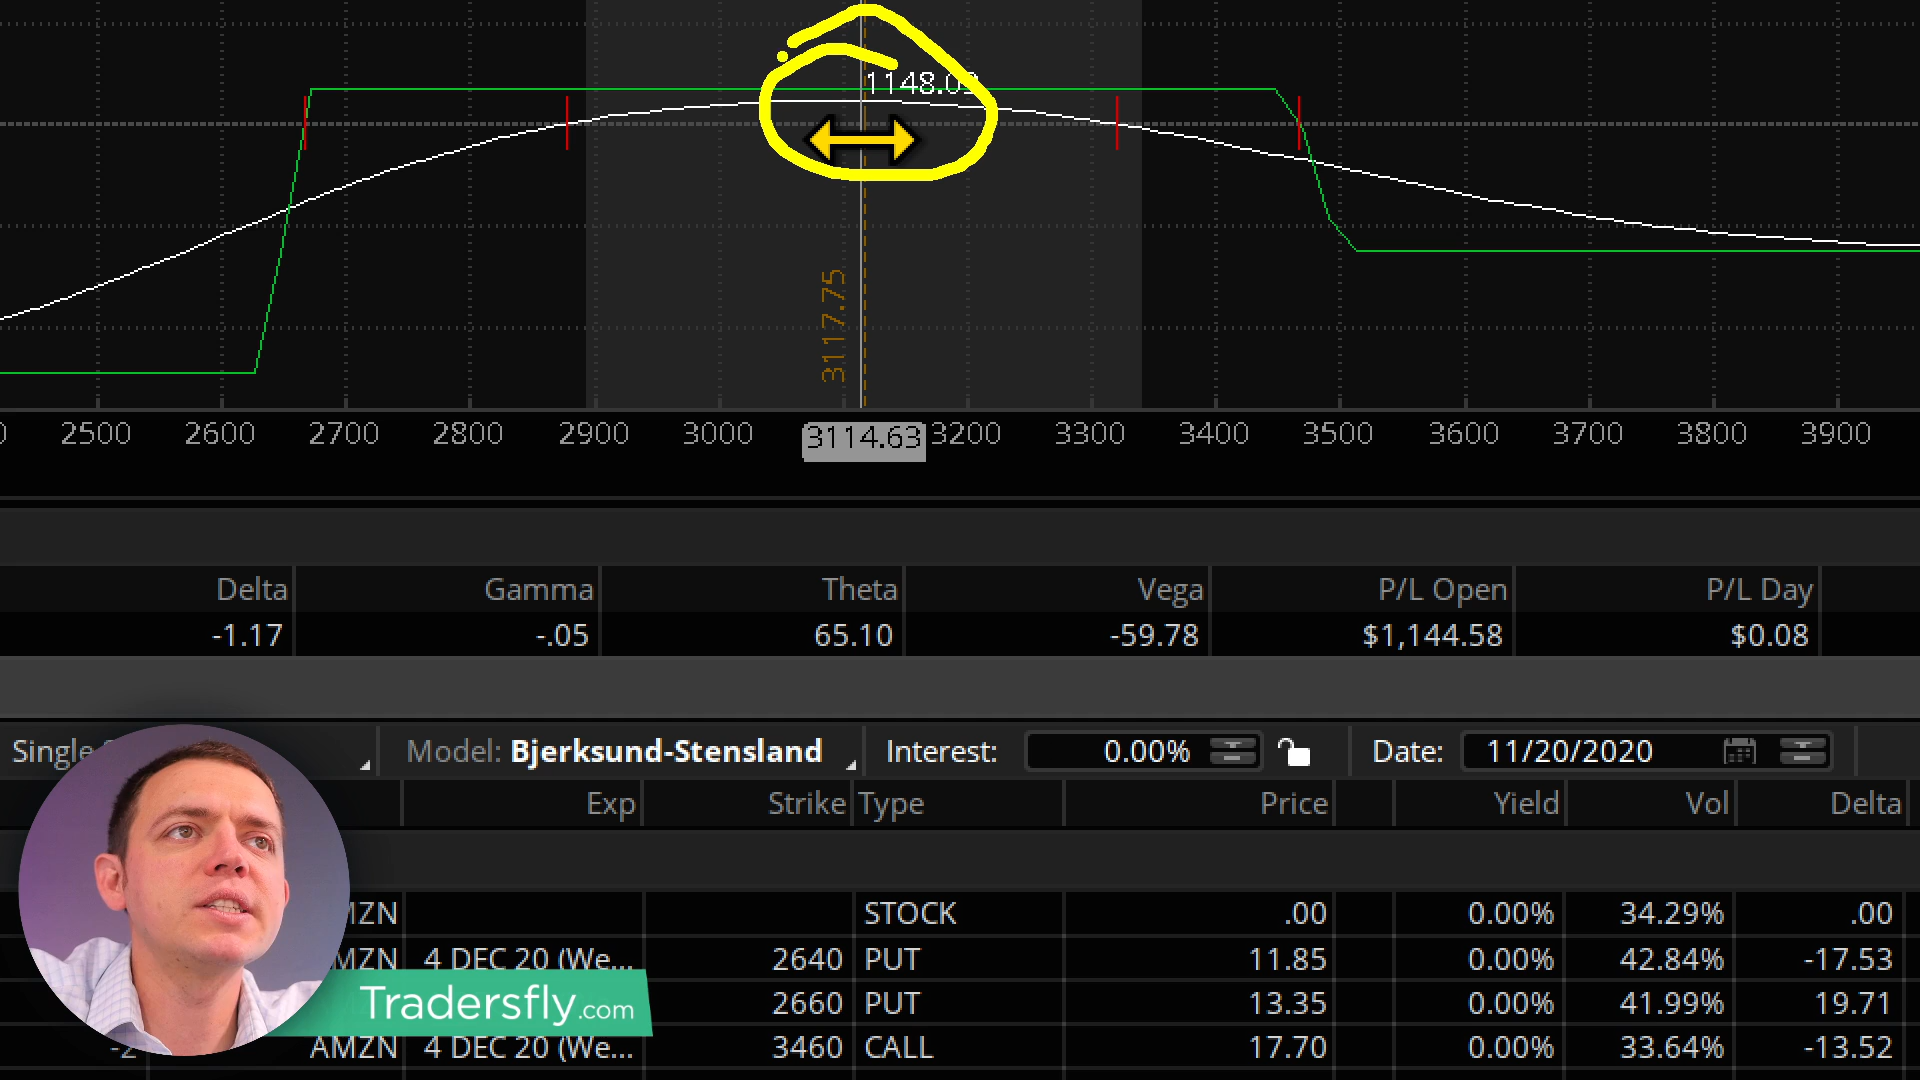 1148.0
3117.75
2500 2600 2700 2800 2900 3000 3114.63 3200 3300 3400 3500 3600 3700 3800 3900
Delta Gamma Theta Vega P/L Open P/L Day
-1.17 -.05 65.10 -59.78 $1,144.58 $0.08
Single Model: Bjerksund-Stensland Interest: 0.00% Date: 11/20/2020
Exp Strike Type Price Yield Vol Delta
MZN STOCK .00 0.00% 34.29% .00
MZN 4 DEC 20 (We... 2640 PUT 11.85 0.00% 42.84% -17.53
2660 PUT 13.35 0.00% 41.99% 19.71
Tradersfly.com
-2 AMZN 4 DEC 20 (We... 3460 CALL 17.70 0.00% 33.64% -13.52